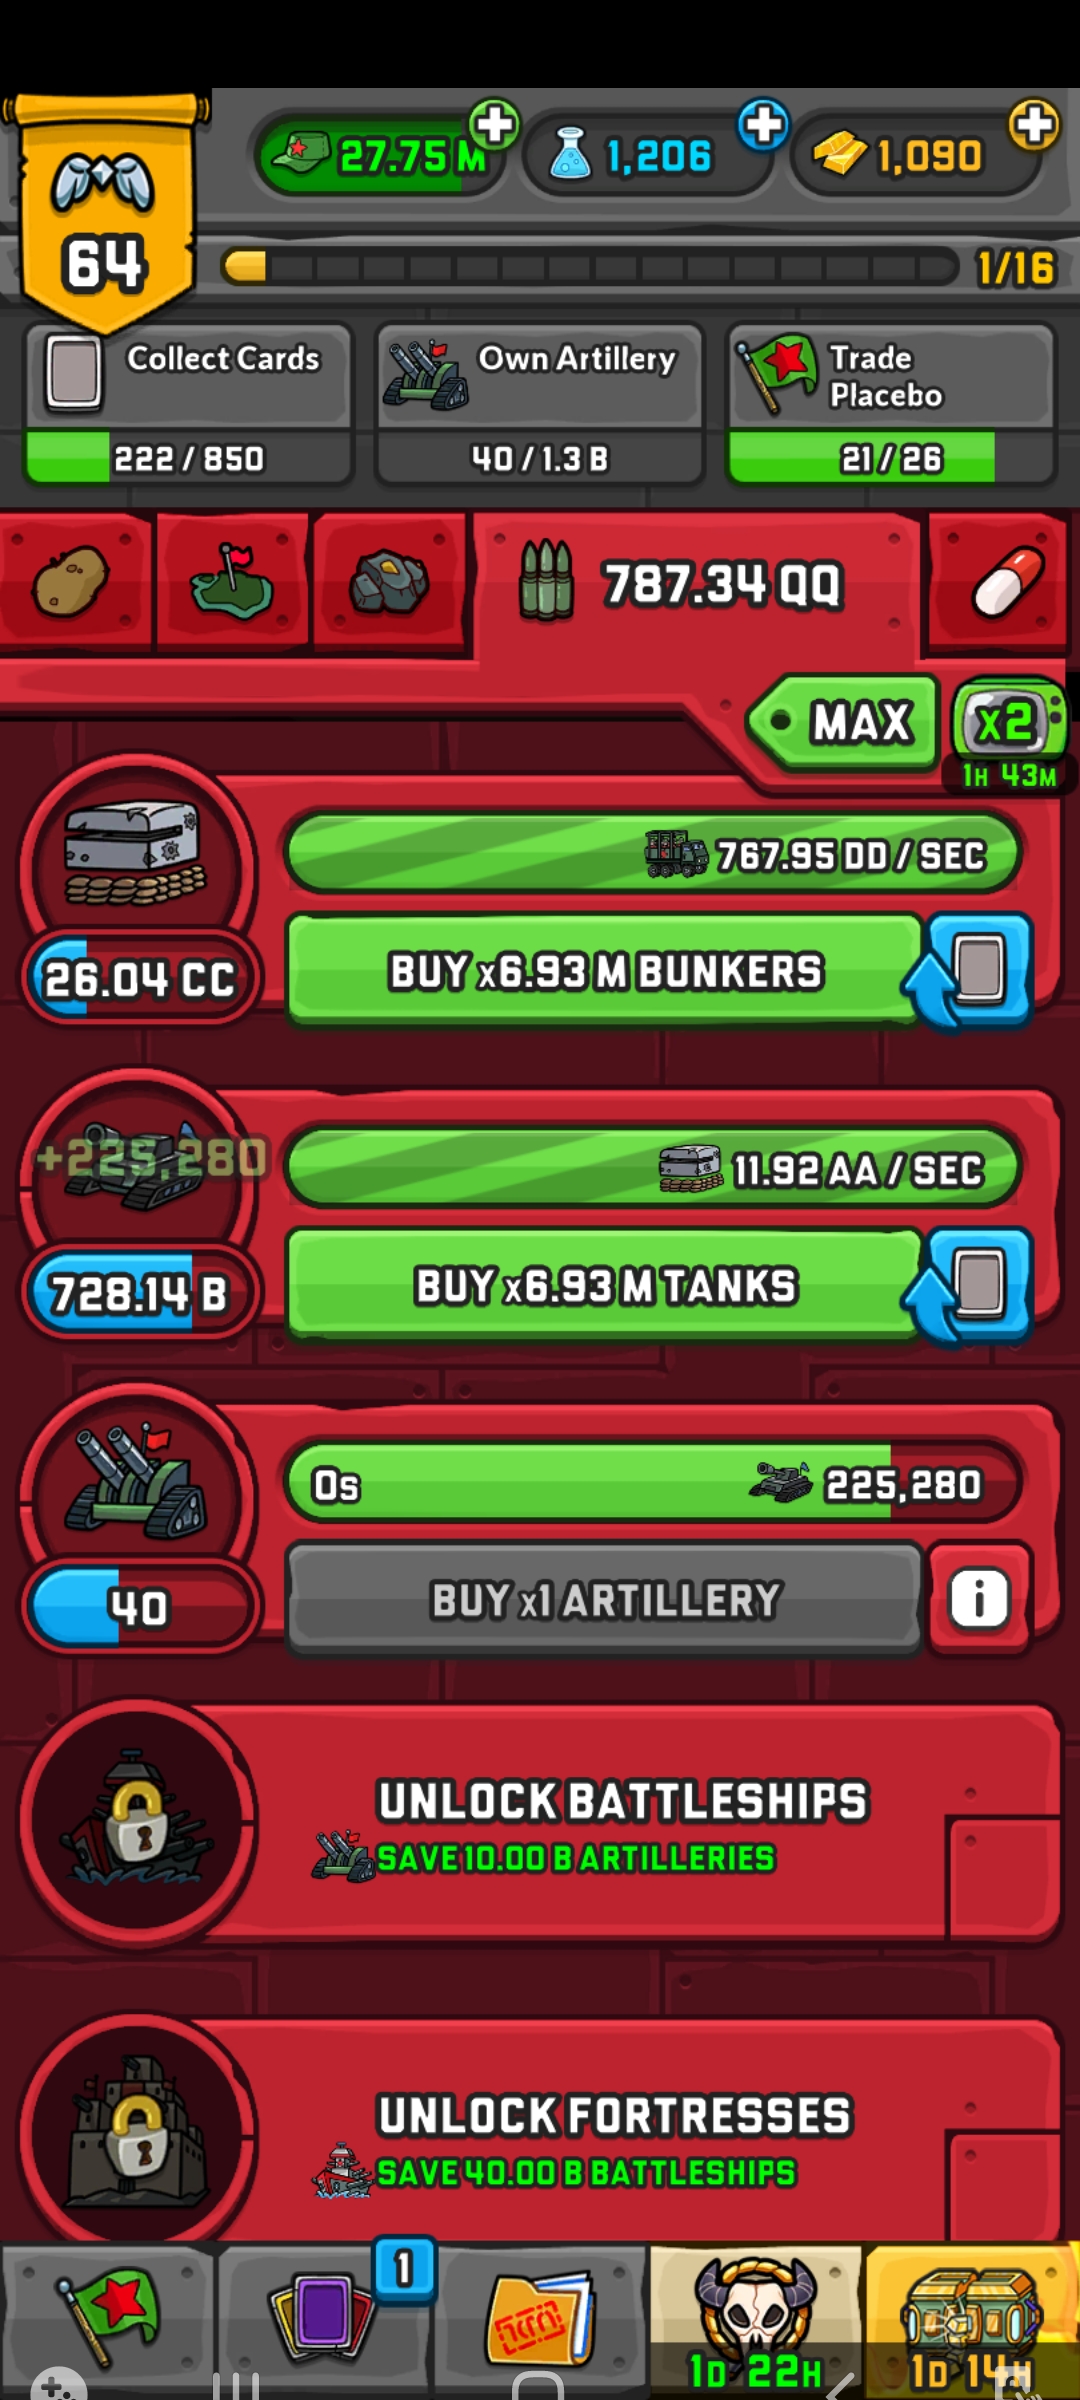 27.75 M
1,206
1,090
64
1/16
Collect Cards
222 / 850
Own Artillery
40 / 1.3 B
Trade
Placebo
21 / 26
787.34 QQ
MAX
x2
1H 43M
767.95 DD / SEC
26.04 CC
BUY x6.93 M BUNKERS
+225,280
11.92 AA / SEC
728.14 B
BUY x6.93 M TANKS
0s
225,280
40
BUY x1 ARTILLERY
i
UNLOCK BATTLESHIPS
SAVE 10.00 B ARTILLERIES
UNLOCK FORTRESSES
SAVE 40.00 B BATTLESHIPS
1
1D 22H
1D 14H